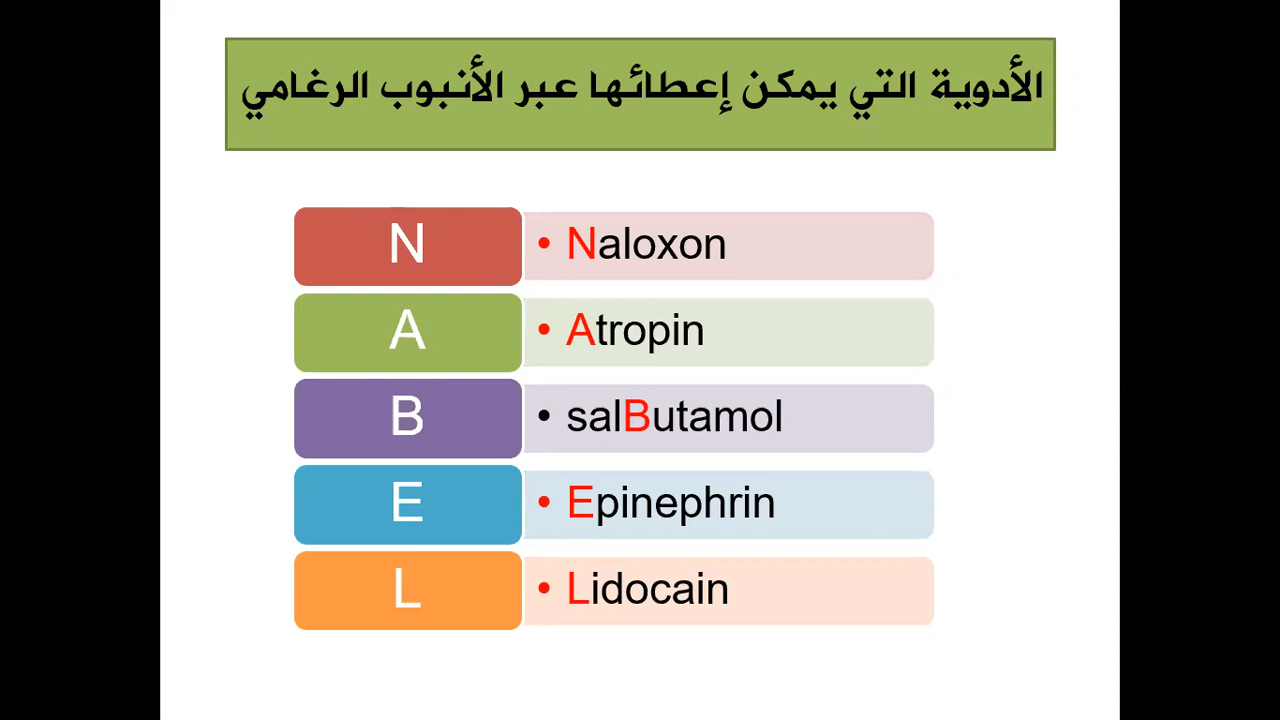 الأدوية التي يمكن إعطائها عبر الأنبوب الرغامي
N
• Naloxon
A
• Atropin
B
• salButamol
E
• Epinephrin
L
• Lidocain